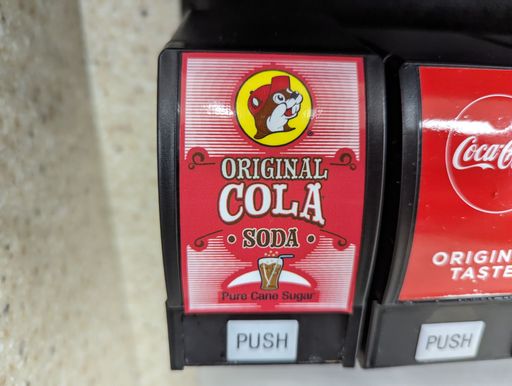 ORIGINAL
COLA
SODA
Pure Cane Sugar
PUSH
Coca-Co
ORIGIN
TASTE
PUSH